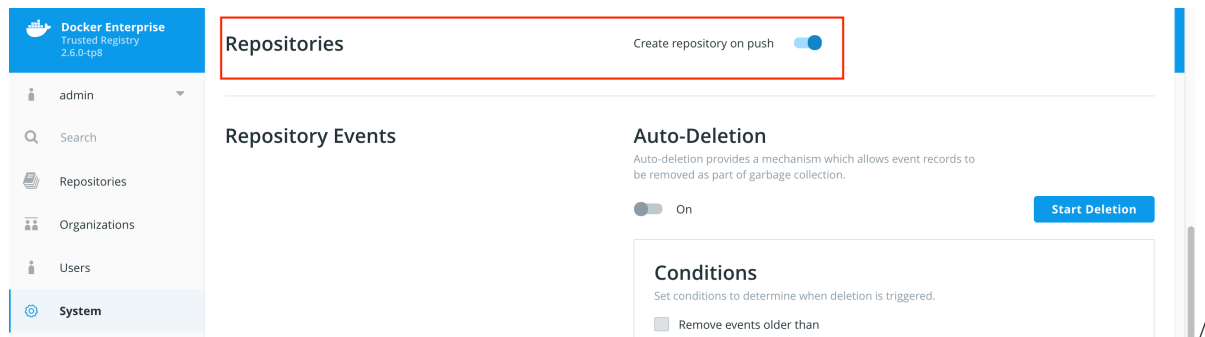 Docker Enterprise
Trusted Registry
2.6.0-tp8
admin
Search
Repositories
Organizations
Users
System
Repositories
Create repository on push
Repository Events
Auto-Deletion
Auto-deletion provides a mechanism which allows event records to
be removed as part of garbage collection.
On
Start Deletion
Conditions
Set conditions to determine when deletion is triggered.
Remove events older than